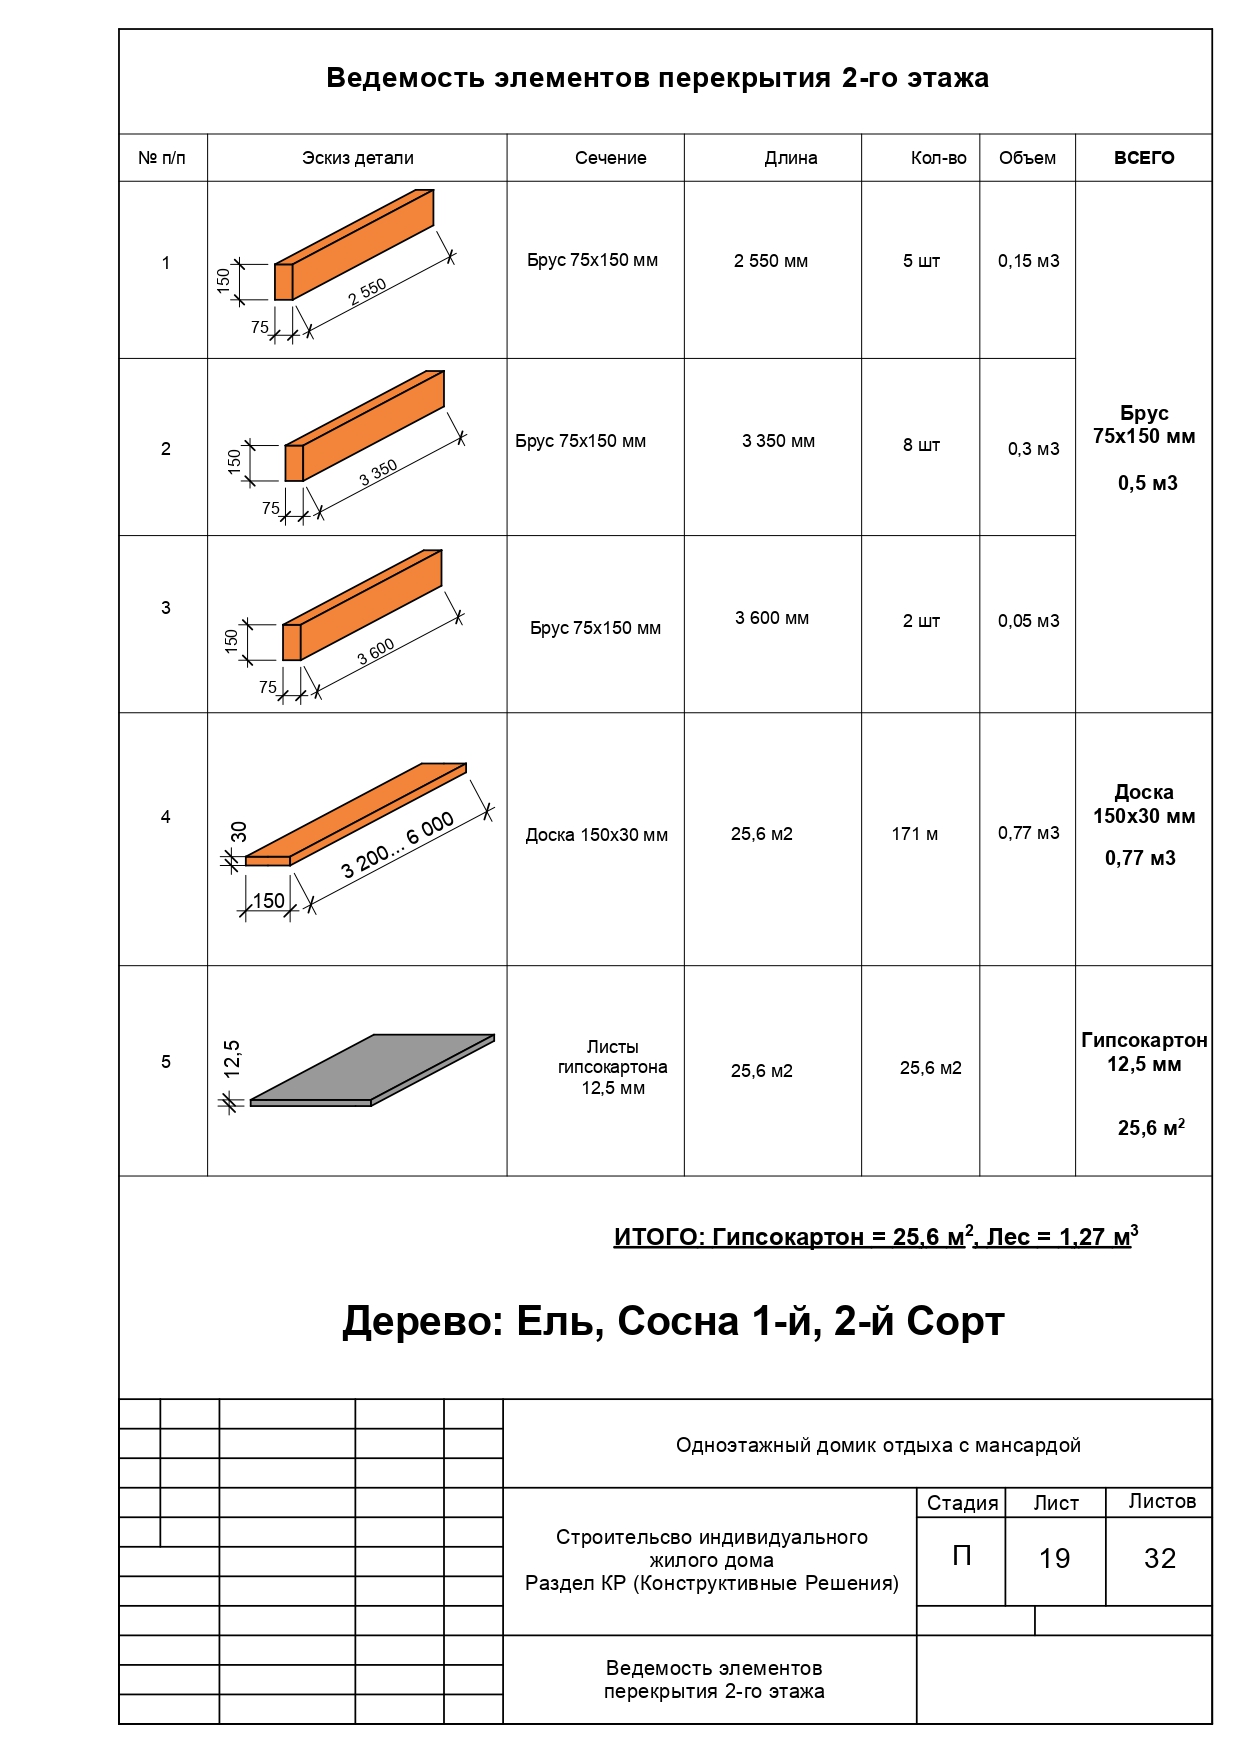 Ведомость элементов перекрытия 2-го этажа
№ п/п Эскиз детали Сечение Длина Кол-во Объем ВСЕГО
1 150 75 2 550 Брус 75х150 мм 2 550 мм 5 шт 0,15 м3
2 150 75 3 350 Брус 75х150 мм 3 350 мм 8 шт 0,3 м3
Брус
75х150 мм
0,5 м3
3 150 75 3 600 Брус 75х150 мм 3 600 мм 2 шт 0,05 м3
4 30 150 3 200... 6 000 Доска 150х30 мм 25,6 м2 171 м 0,77 м3
Доска
150х30 мм
0,77 м3
5 12,5
Листы
гипсокартона
12,5 мм
25,6 м2 25,6 м2
Гипсокартон
12,5 мм
25,6 м²
ИТОГО: Гипсокартон = 25,6 м², Лес = 1,27 м³
Дерево: Ель, Сосна 1-й, 2-й Сорт
Одноэтажный домик отдыха с мансардой
Строительсво индивидуального
жилого дома
Раздел КР (Конструктивные Решения)
Стадия Лист Листов
П 19 32
Ведомость элементов
перекрытия 2-го этажа